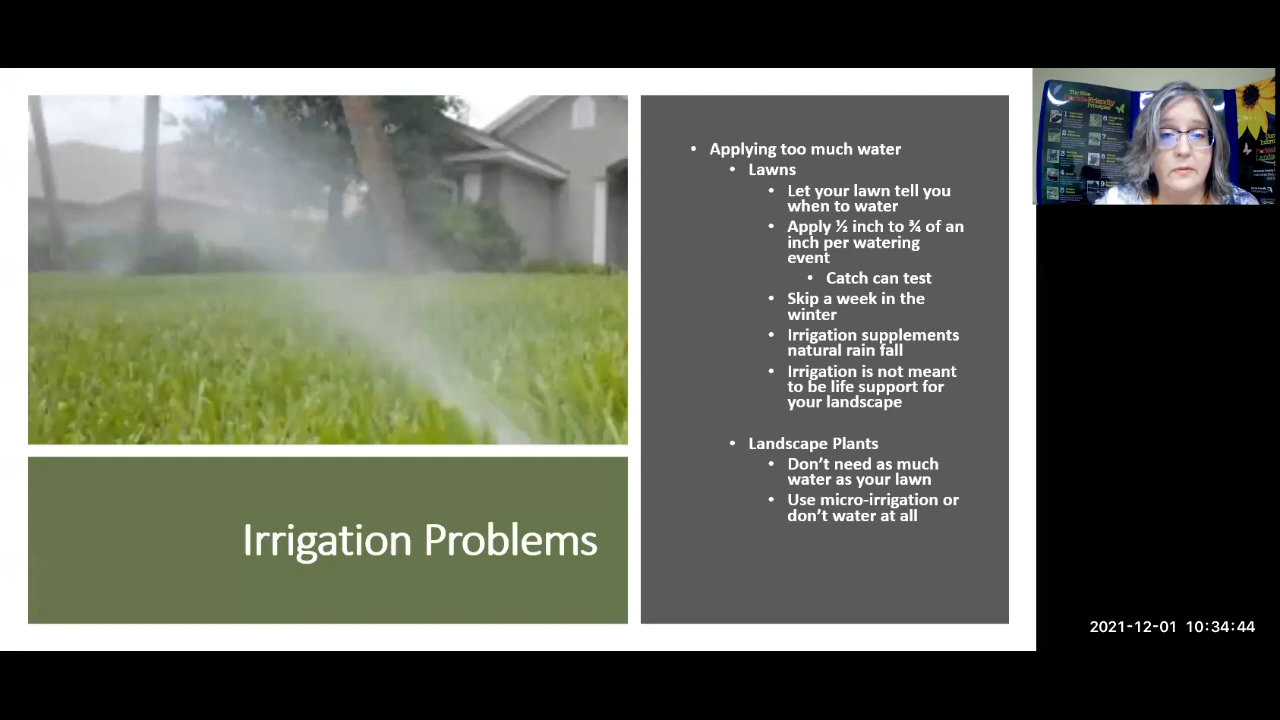 Irrigation Problems
• Applying too much water
• Lawns
• Let your lawn tell you
when to water
• Apply ½ inch to ¾ of an
inch per watering
event
• Catch can test
• Skip a week in the
winter
• Irrigation supplements
natural rain fall
• Irrigation is not meant
to be life support for
your landscape
• Landscape Plants
• Don’t need as much
water as your lawn
• Use micro-irrigation or
don’t water at all
2021-12-01 10:34:44